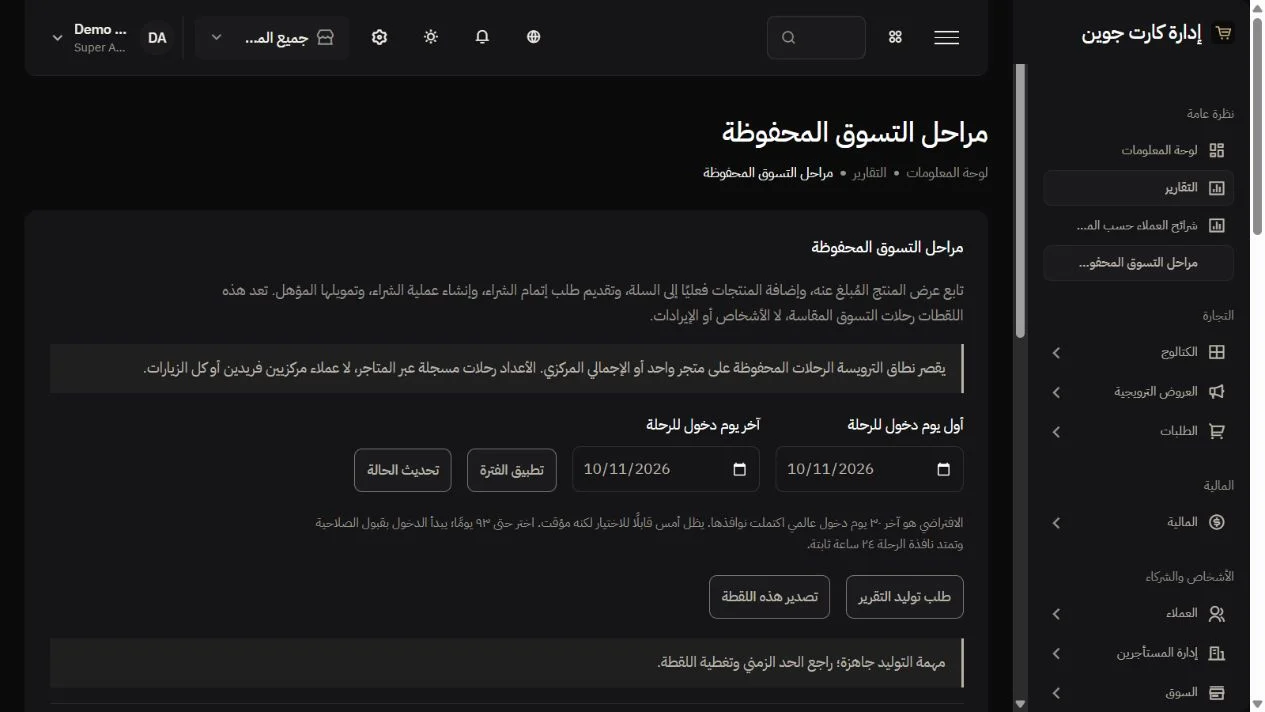 إدارة كارت جوين
جميع الم...
DA
Demo ...
Super A...
نظرة عامة
لوحة المعلومات
التقارير
شرائح العملاء حسب الم...
مراحل التسوق المحفو...
التجارة
الكتالوج
العروض الترويجية
الطلبات
المالية
المالية
الأشخاص والشركاء
العملاء
إدارة المستأجرين
السوق
مراحل التسوق المحفوظة
لوحة المعلومات • التقارير • مراحل التسوق المحفوظة
مراحل التسوق المحفوظة
تابع عرض المنتج المُبلغ عنه، وإضافة المنتجات فعليًا إلى السلة، وتقديم طلب إتمام الشراء، وإنشاء عملية الشراء، وتمويلها المؤهل. تعد هذه
اللقطات رحلات التسوق المقاسة، لا الأشخاص أو الإيرادات.
يقصر نطاق الترويسة الرحلات المحفوظة على متجر واحد أو الإجمالي المركزي. الأعداد رحلات مسجلة عبر المتاجر، لا عملاء مركزيين فريدين أو كل الزيارات.
أول يوم دخول للرحلة
آخر يوم دخول للرحلة
10/11/2026
10/11/2026
تطبيق الفترة
تحديث الحالة
الافتراضي هو آخر ٣٠ يوم دخول عالمي اكتملت نوافذها. يظل أمس قابلًا للاختيار لكنه مؤقت. اختر حتى ٩٣ يومًا؛ يبدأ الدخول بقبول الصلاحية
وتمتد نافذة الرحلة ٢٤ ساعة ثابتة.
طلب توليد التقرير
تصدير هذه اللقطة
مهمة التوليد جاهزة؛ راجع الحد الزمني وتغطية اللقطة.